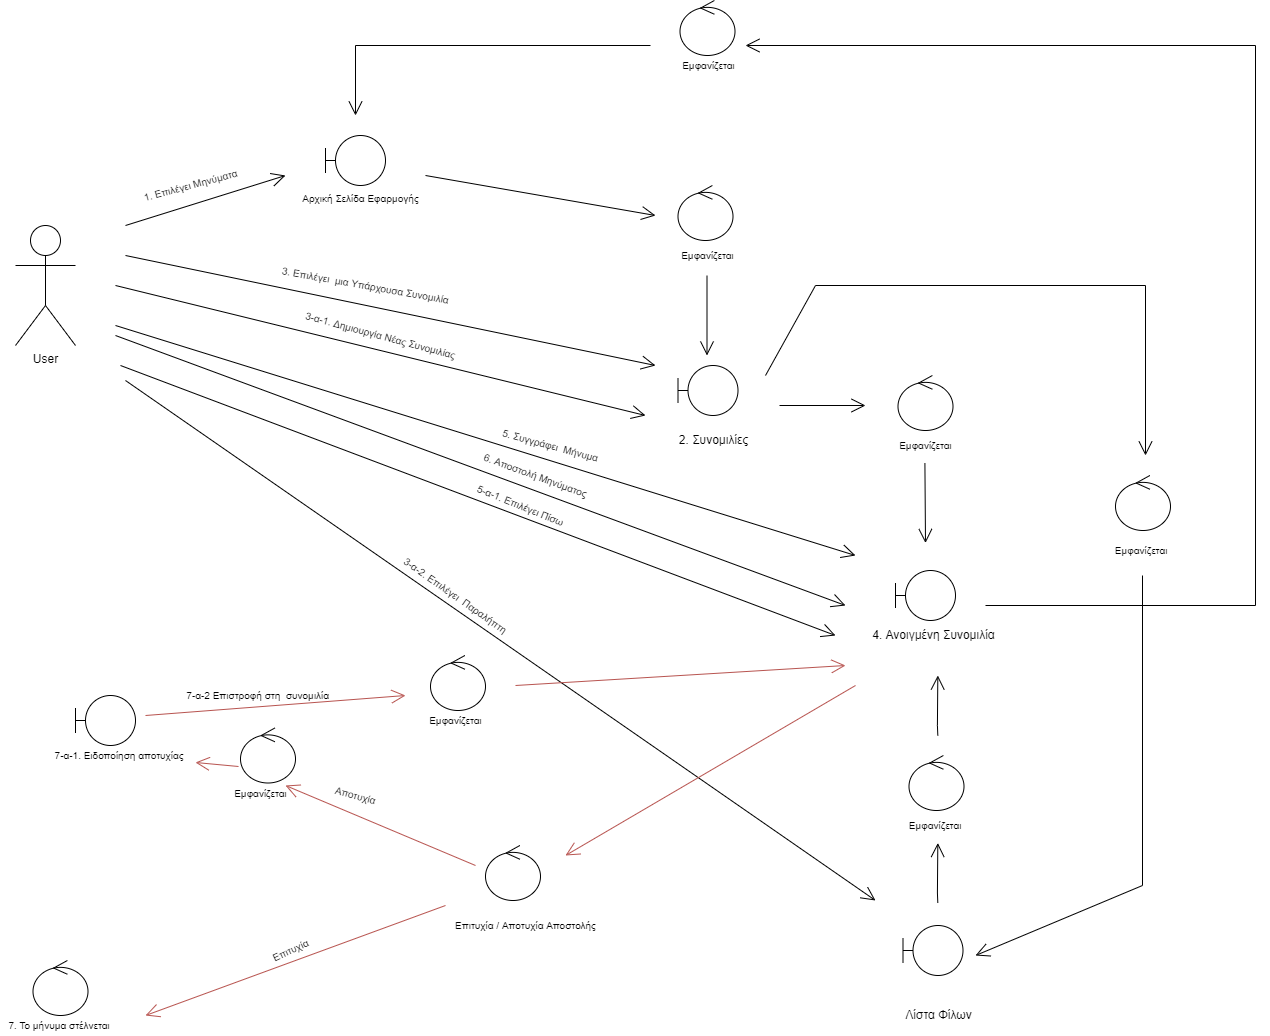 Εμφανίζεται
1. Επιλέγει Μηνύματα
Αρχική Σελίδα Εφαρμογής
Εμφανίζεται
User
3. Επιλέγει μια Υπάρχουσα Συνομιλία
3-α-1. Δημιουργία Νέας Συνομιλίας
2. Συνομιλίες
Εμφανίζεται
5. Συγγράφει Μήνυμα
6. Αποστολή Μηνύματος
5-α-1. Επιλέγει Πίσω
Εμφανίζεται
3-α-2. Επιλέγει Παραλήπτη
4. Ανοιγμένη Συνομιλία
7-α-2 Επιστροφή στη συνομιλία
Εμφανίζεται
7-α-1. Ειδοποίηση αποτυχίας
Εμφανίζεται
Αποτυχία
Εμφανίζεται
Επιτυχία / Αποτυχία Αποστολής
Επιτυχία
Λίστα Φίλων
7. Το μήνυμα στέλνεται